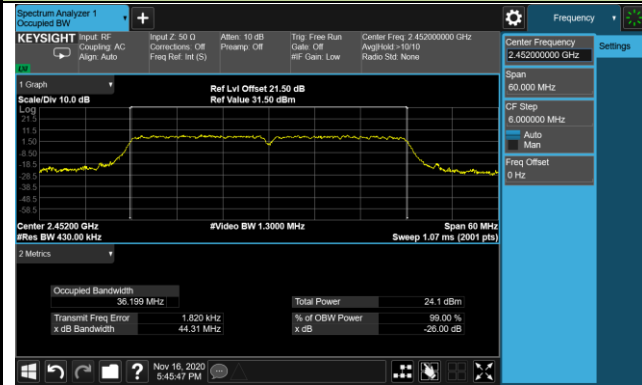 Spectrum Analyzer 1
Occupied BW
Frequency
KEYSIGHT
Input: RF
Coupling: AC
Align: Auto
Input Z: 50 Ω
Corrections: Off
Freq Ref: Int (S)
Atten: 10 dB
Preamp: Off
Trig: Free Run
Gate: Off
#IF Gain: Low
Center Freq: 2.452000000 GHz
Avg|Hold:>10/10
Radio Std: None
Center Frequency
2.452000000 GHz
Settings
Span
60.000 MHz
CF Step
6.000000 MHz
Auto
Man
Freq Offset
0 Hz
1 Graph
Scale/Div 10.0 dB
Ref Lvl Offset 21.50 dB
Ref Value 31.50 dBm
Log
21.5
11.5
1.50
-8.50
-18.5
-28.5
-38.5
-48.5
-58.5
Center 2.45200 GHz
#Res BW 430.00 kHz
#Video BW 1.3000 MHz
Span 60 MHz
Sweep 1.07 ms (2001 pts)
2 Metrics
Occupied Bandwidth
36.199 MHz
Total Power 24.1 dBm
Transmit Freq Error 1.820 kHz
% of OBW Power 99.00 %
x dB Bandwidth 44.31 MHz
x dB -26.00 dB
?
Nov 16, 2020
5:45:47 PM